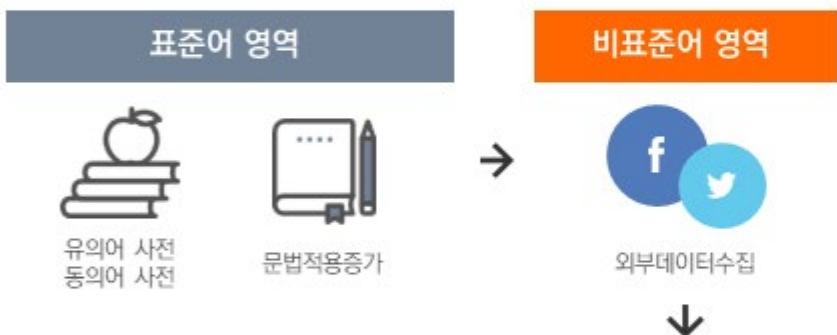 표준어 영역
비표준어 영역
유의어 사전
동의어 사전
문법적용증가
외부데이터수집